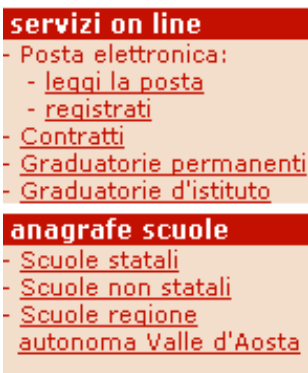 servizi on line
- Posta elettronica:
- leggi la posta
- registrati
- Contratti
- Graduatorie permanenti
- Graduatorie d'istituto
anagrafe scuole
- Scuole statali
- Scuole non statali
- Scuole regione
autonoma Valle d'Aosta